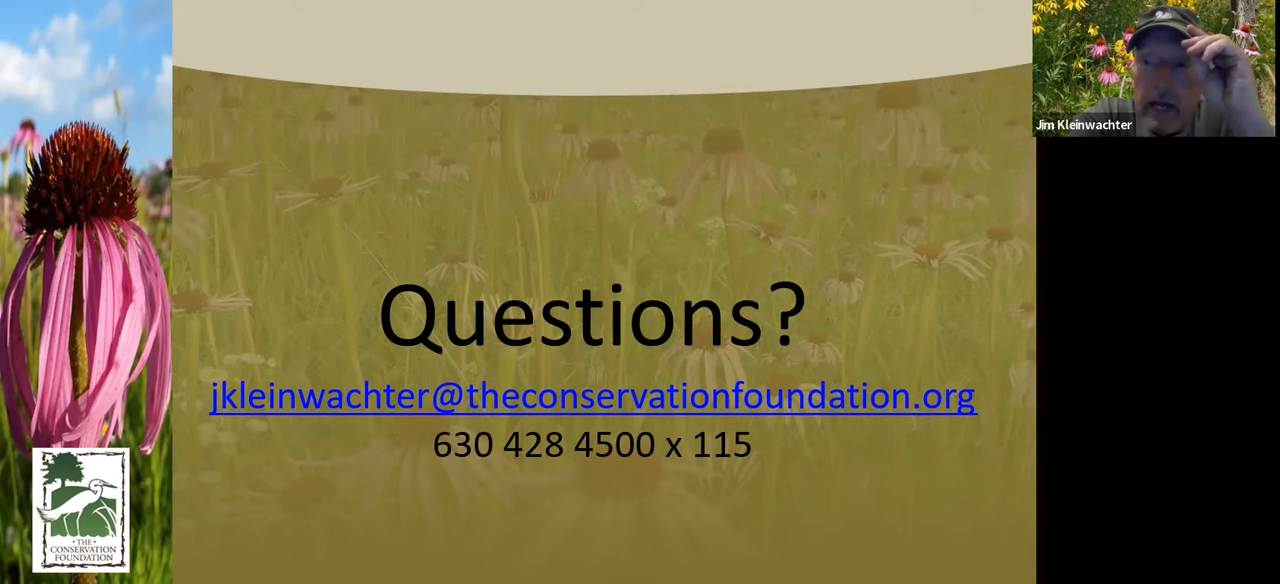 Jim Kleinwachter
Questions?
jkleinwachter@theconservationfoundation.org
630 428 4500 x 115
• THE •
CONSERVATION
FOUNDATION